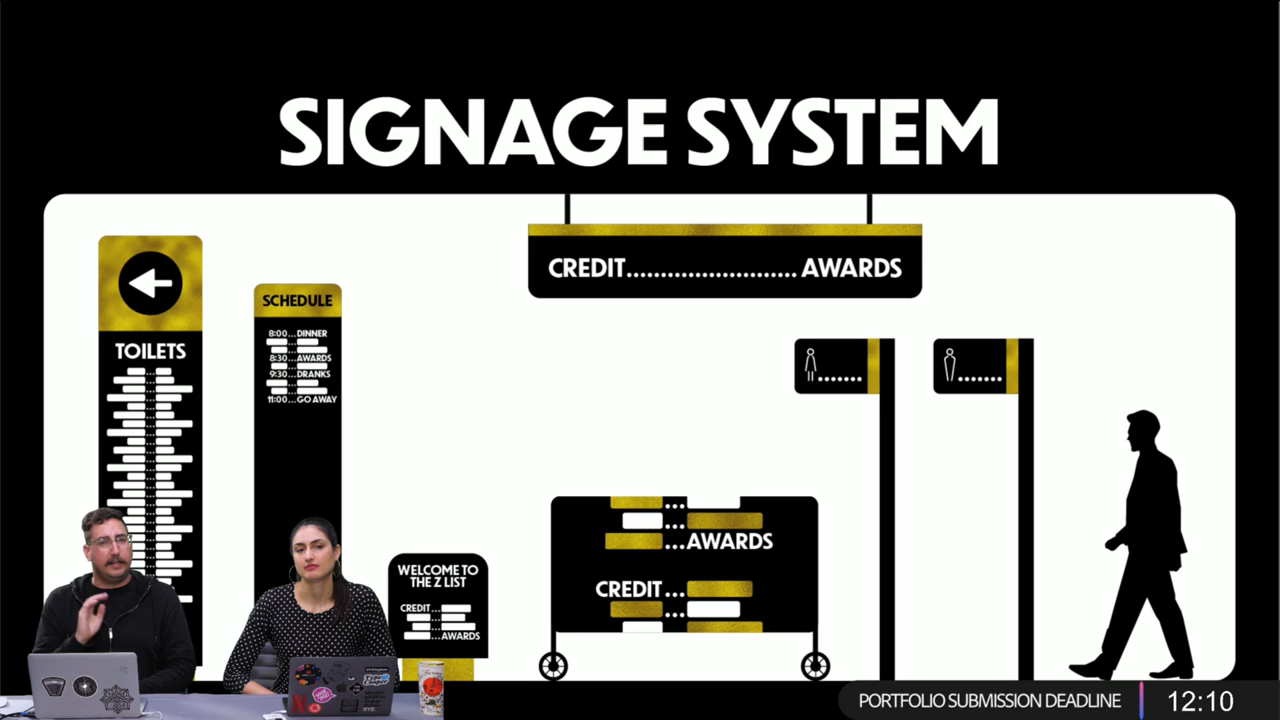 SIGNAGE SYSTEM
CREDIT........................ AWARDS
TOILETS
SCHEDULE
8:00...DINNER
8:30...AWARDS
9:30...DRANKS
11:00...GO AWAY
WELCOME TO
THE Z LIST
CREDIT...
...AWARDS
...AWARDS
CREDIT...
PORTFOLIO SUBMISSION DEADLINE
12:10